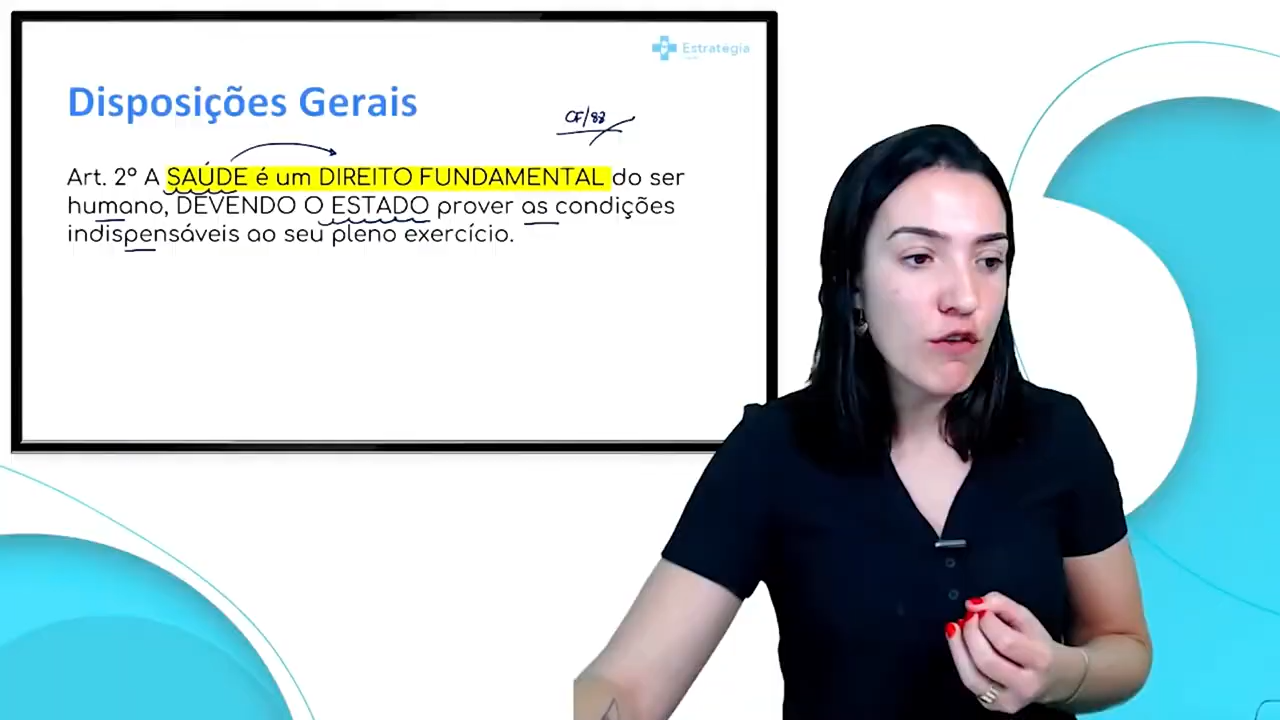 Estratégia
Disposições Gerais
CF/88
Art. 2º A SAÚDE é um DIREITO FUNDAMENTAL do ser
humano, DEVENDO O ESTADO prover as condições
indispensáveis ao seu pleno exercício.